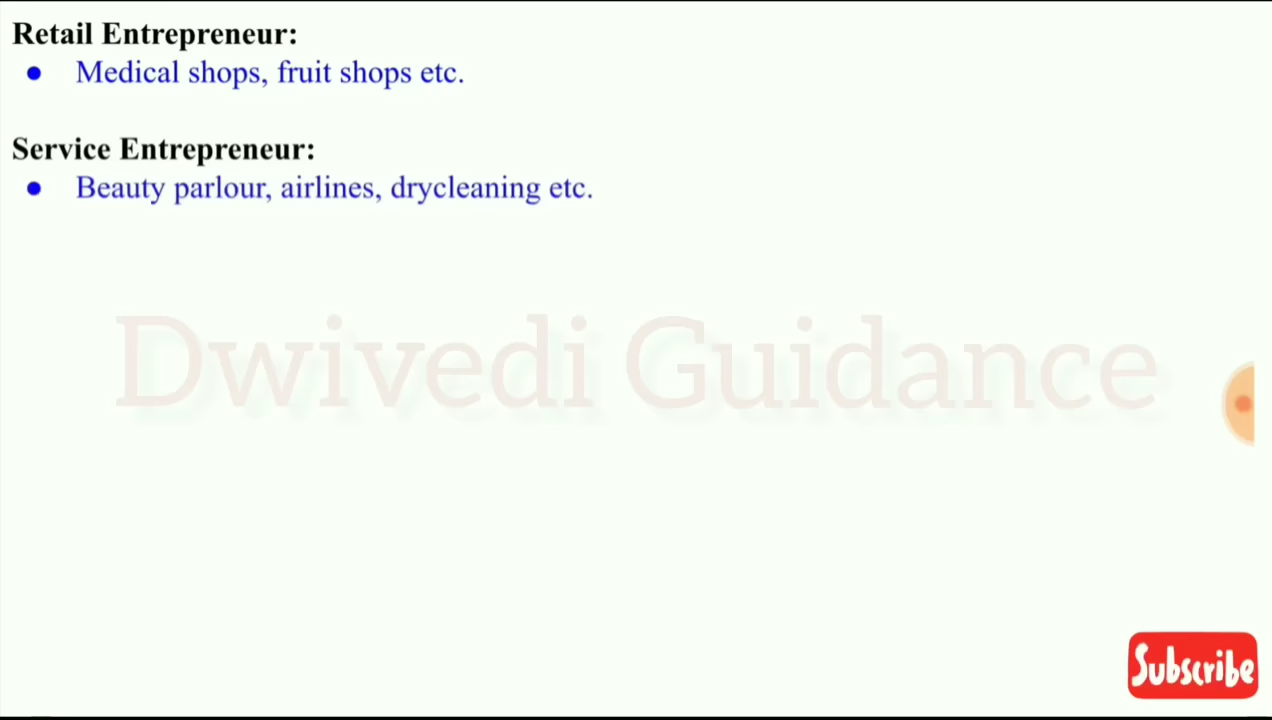 Retail Entrepreneur:
● Medical shops, fruit shops etc.
Service Entrepreneur:
● Beauty parlour, airlines, drycleaning etc.
Dwivedi Guidance
Subscribe